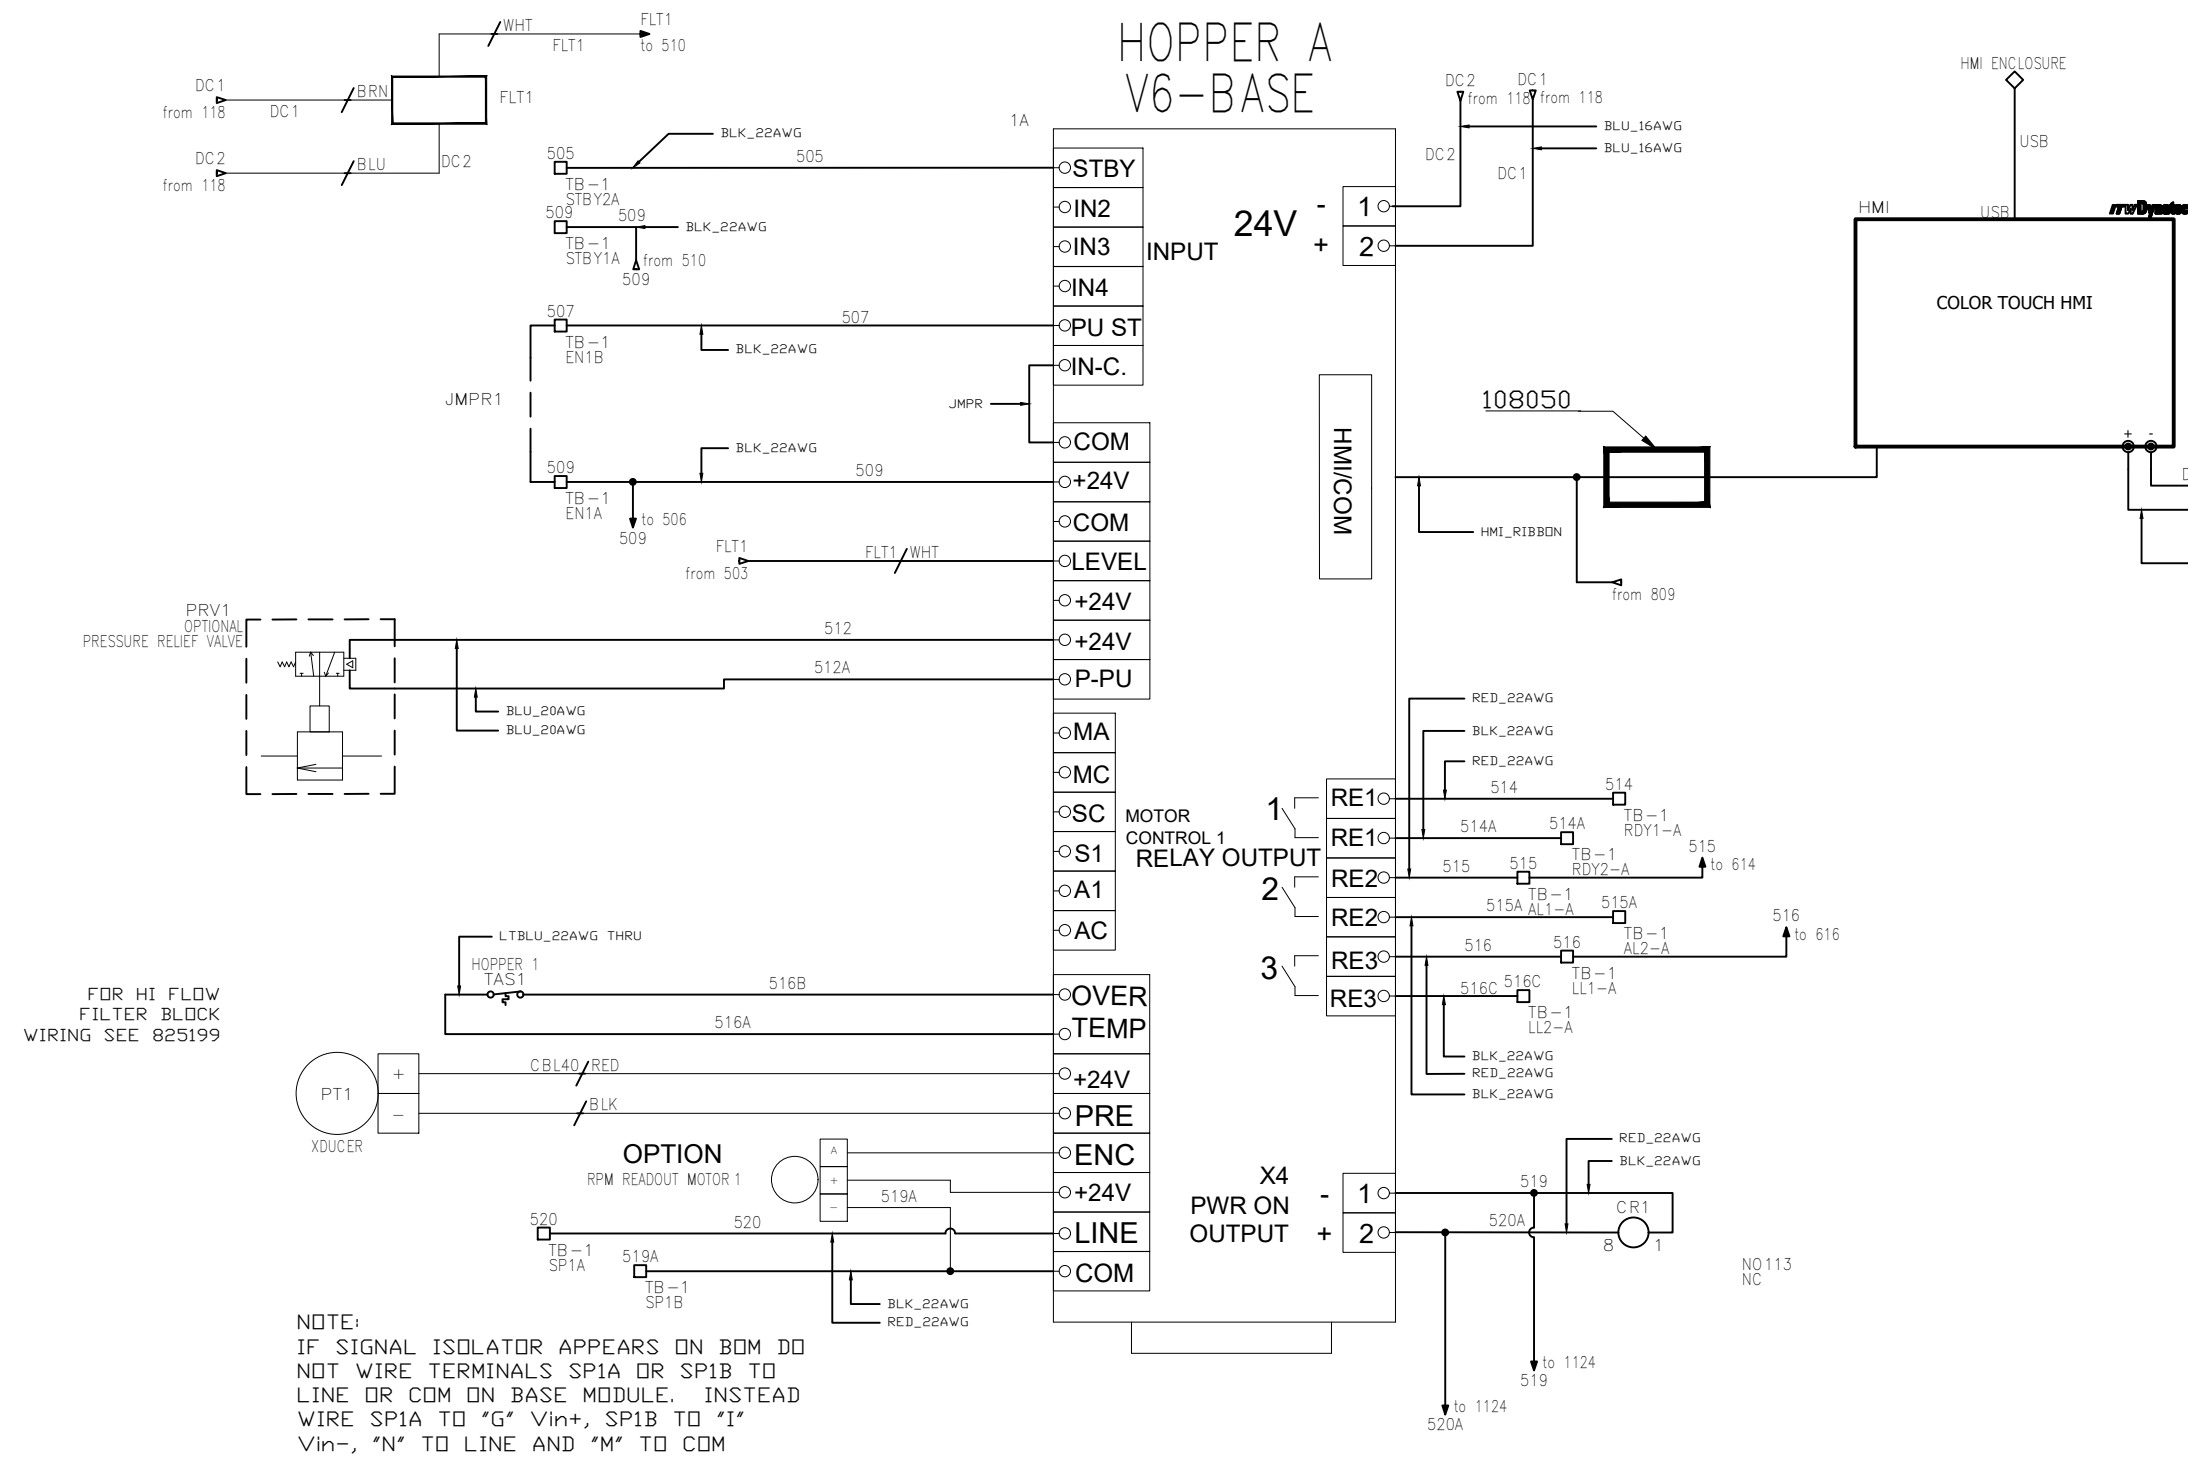 HOPPER A
V6-BASE
1A
WHT
FLT1
FLT1
to 510
DC1
from 118
DC1
BRN
FLT1
DC2
from 118
BLU
DC2
BLK_22AWG
505
505
TB-1
STBY2A
509
509
BLK_22AWG
TB-1
STBY1A
from 510
509
507
507
TB-1
EN1B
BLK_22AWG
JMPR1
JMPR
BLK_22AWG
509
509
TB-1
EN1A
to 506
509
FLT1
from 503
FLT1
WHT
PRV1
OPTIONAL
PRESSURE RELIEF VALVE
512
512A
BLU_20AWG
BLU_20AWG
LTBLU_22AWG THRU
HOPPER 1
TAS1
516B
516A
FOR HI FLOW
FILTER BLOCK
WIRING SEE 825199
PT1
+
-
XDUCER
CBL40
RED
BLK
OPTION
RPM READOUT MOTOR 1
A
+
-
519A
520
520
TB-1
SP1A
519A
TB-1
SP1B
BLK_22AWG
RED_22AWG
NOTE:
IF SIGNAL ISOLATOR APPEARS ON BOM DO
NOT WIRE TERMINALS SP1A OR SP1B TO
LINE OR COM ON BASE MODULE. INSTEAD
WIRE SP1A TO "G" Vin+, SP1B TO "I"
Vin-, "N" TO LINE AND "M" TO COM
STBY
IN2
IN3
IN4
PU ST
IN-C.
INPUT
COM
+24V
COM
LEVEL
+24V
+24V
P-PU
MA
MC
SC
S1
A1
AC
MOTOR
CONTROL 1
OVER
TEMP
+24V
PRE
ENC
+24V
LINE
COM
24V
- 1
+ 2
HMI/COM
RELAY OUTPUT
1
2
3
RE1
RE1
RE2
RE2
RE3
RE3
X4
PWR ON
OUTPUT
- 1
+ 2
DC2
from 118
DC1
from 118
BLU_16AWG
BLU_16AWG
DC2
DC1
HMI ENCLOSURE
USB
HMI
USB
ITW
COLOR TOUCH HMI
+ -
108050
HMI_RIBBON
from 809
RED_22AWG
BLK_22AWG
RED_22AWG
514
514
TB-1
RDY1-A
514A
514A
TB-1
RDY2-A
515
515
TB-1
AL1-A
515
to 614
515A
515A
TB-1
AL2-A
516
516
TB-1
LL1-A
516
to 616
516C
516C
TB-1
LL2-A
BLK_22AWG
RED_22AWG
BLK_22AWG
RED_22AWG
BLK_22AWG
519
520A
CR1
8
1
NO113
NC
to 1124
519
to 1124
520A